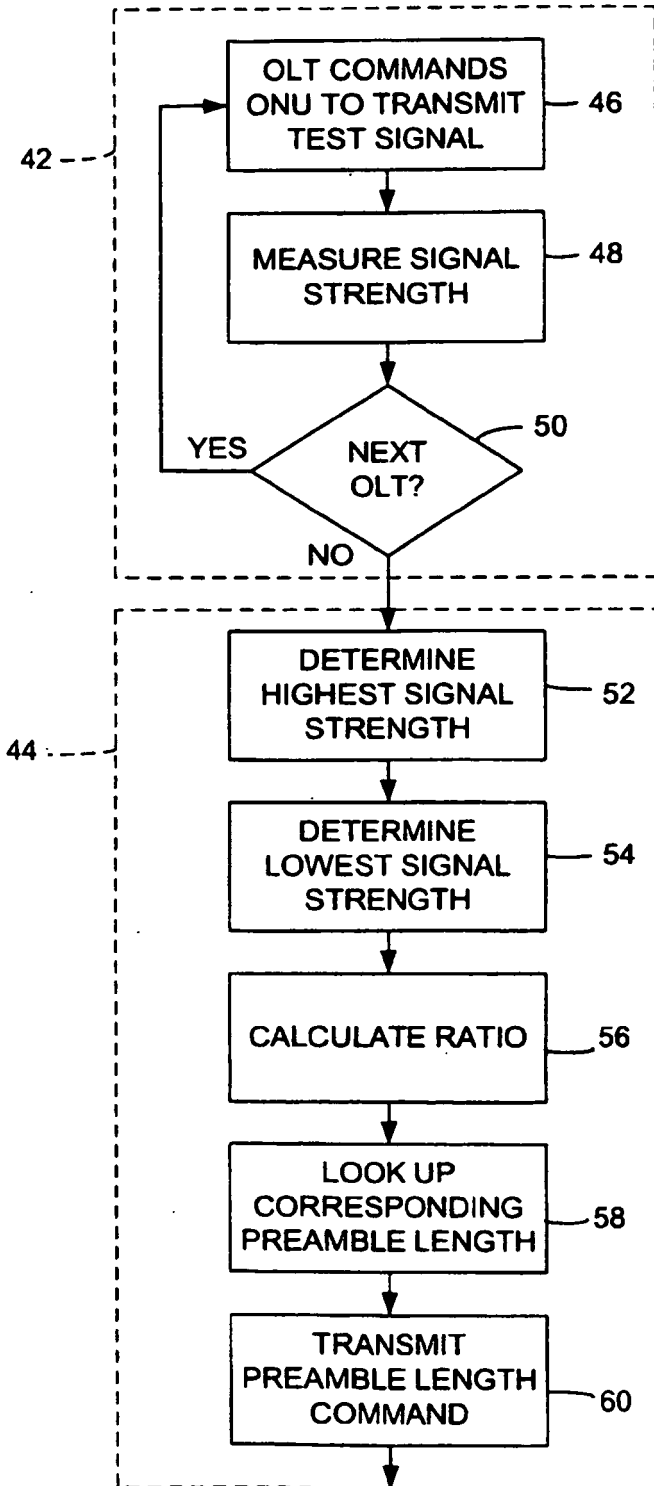 OLT COMMANDS
ONU TO TRANSMIT
TEST SIGNAL
46
42
MEASURE SIGNAL
STRENGTH
48
50
YES
NEXT
OLT?
NO
DETERMINE
HIGHEST SIGNAL
STRENGTH
52
44
DETERMINE
LOWEST SIGNAL
STRENGTH
54
CALCULATE RATIO
56
LOOK UP
CORRESPONDING
PREAMBLE LENGTH
58
TRANSMIT
PREAMBLE LENGTH
COMMAND
60